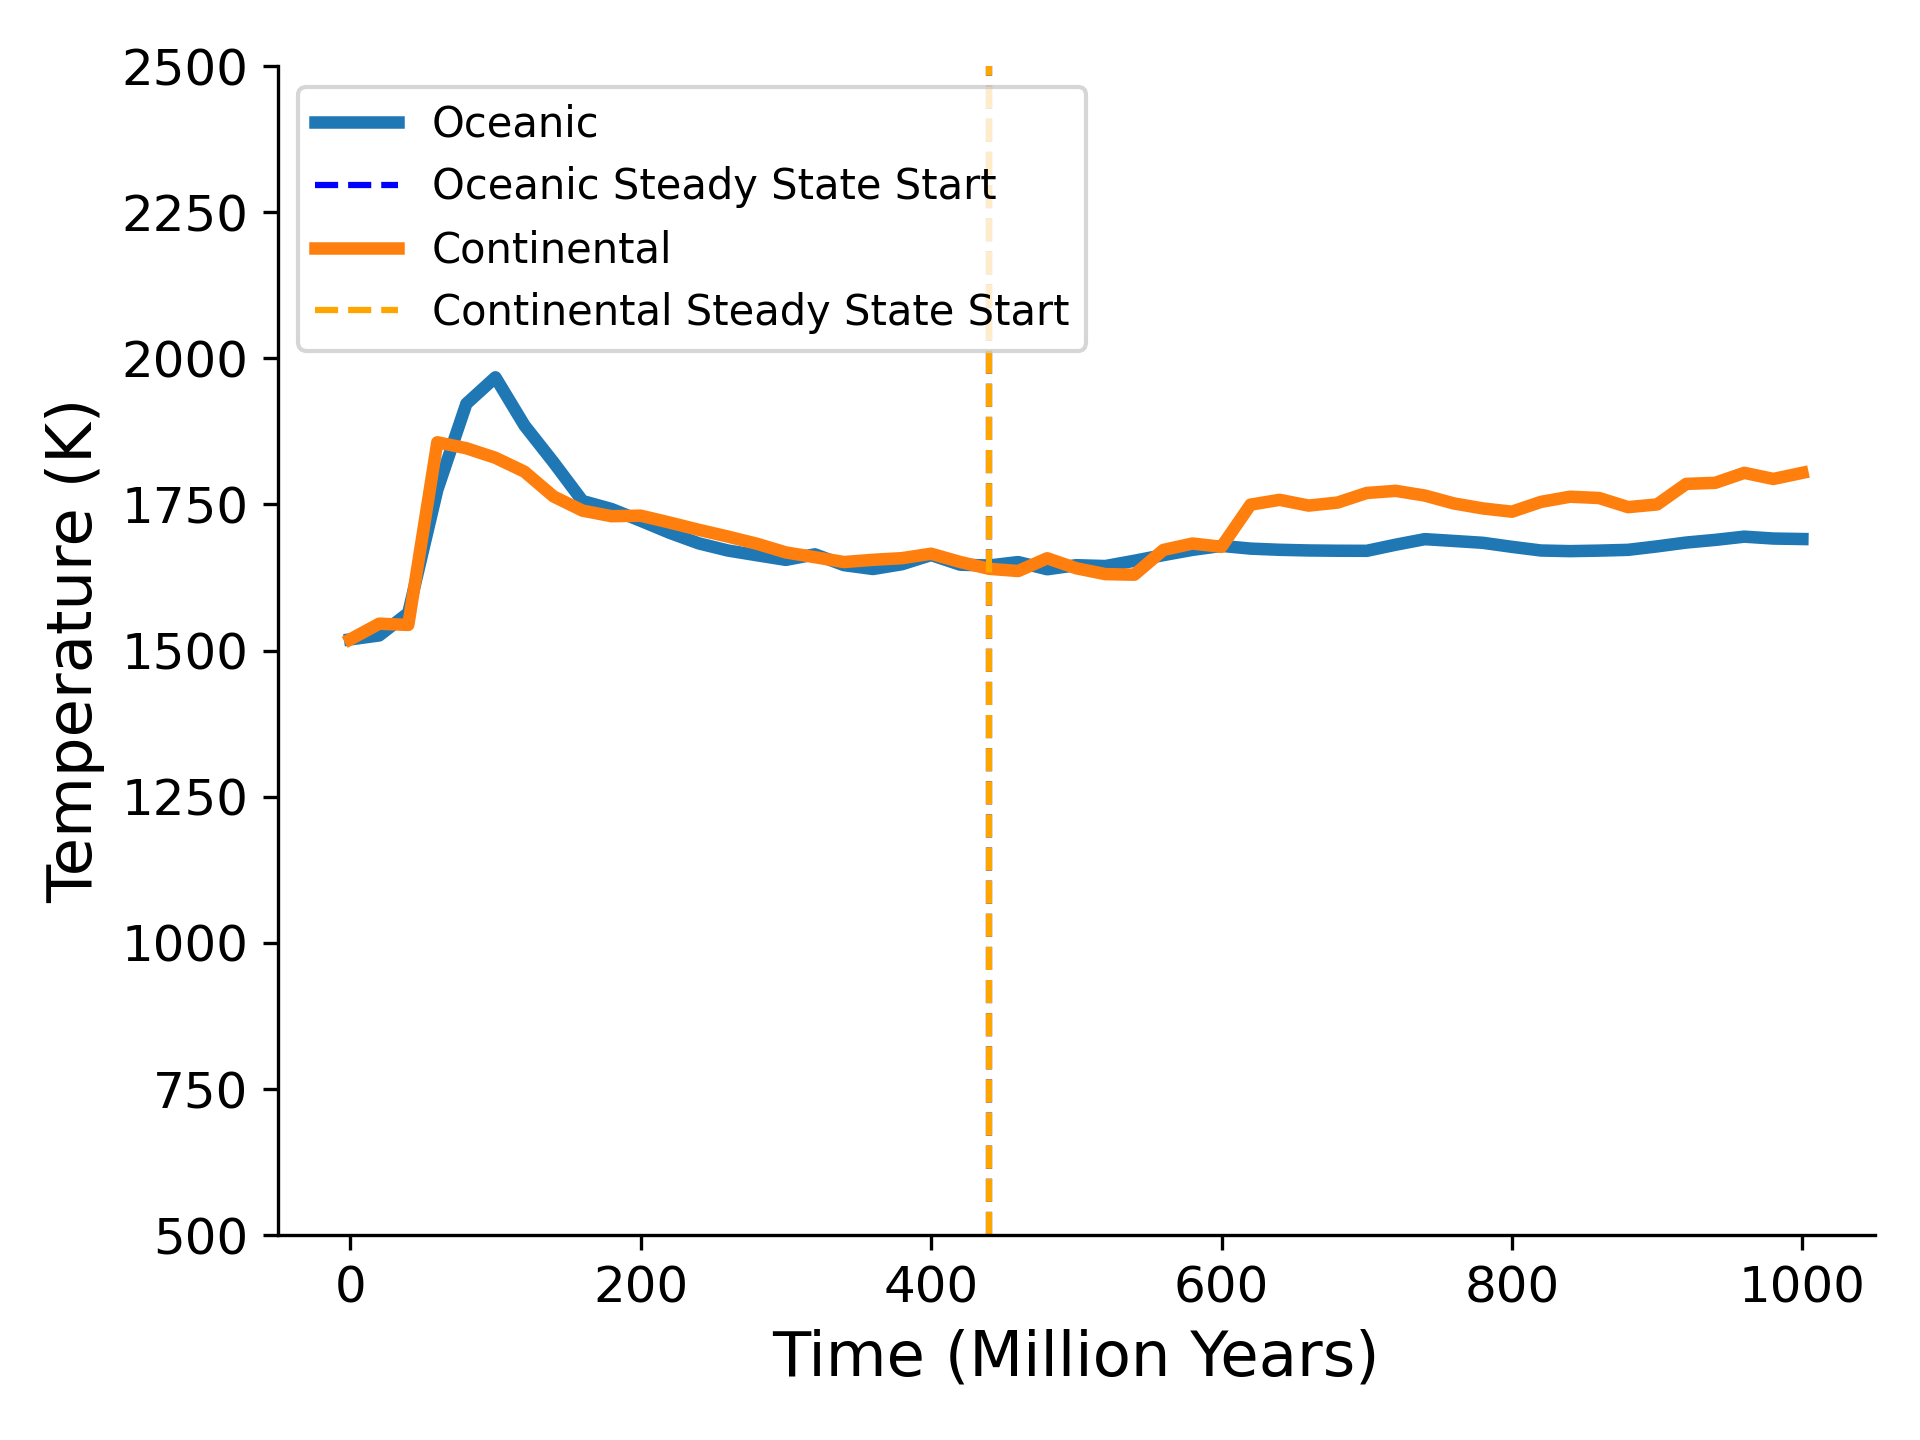 2500
2250
2000
1750
1500
1250
1000
750
500
Temperature (K)
Oceanic
Oceanic Steady State Start
Continental
Continental Steady State Start
0 200 400 600 800 1000
Time (Million Years)